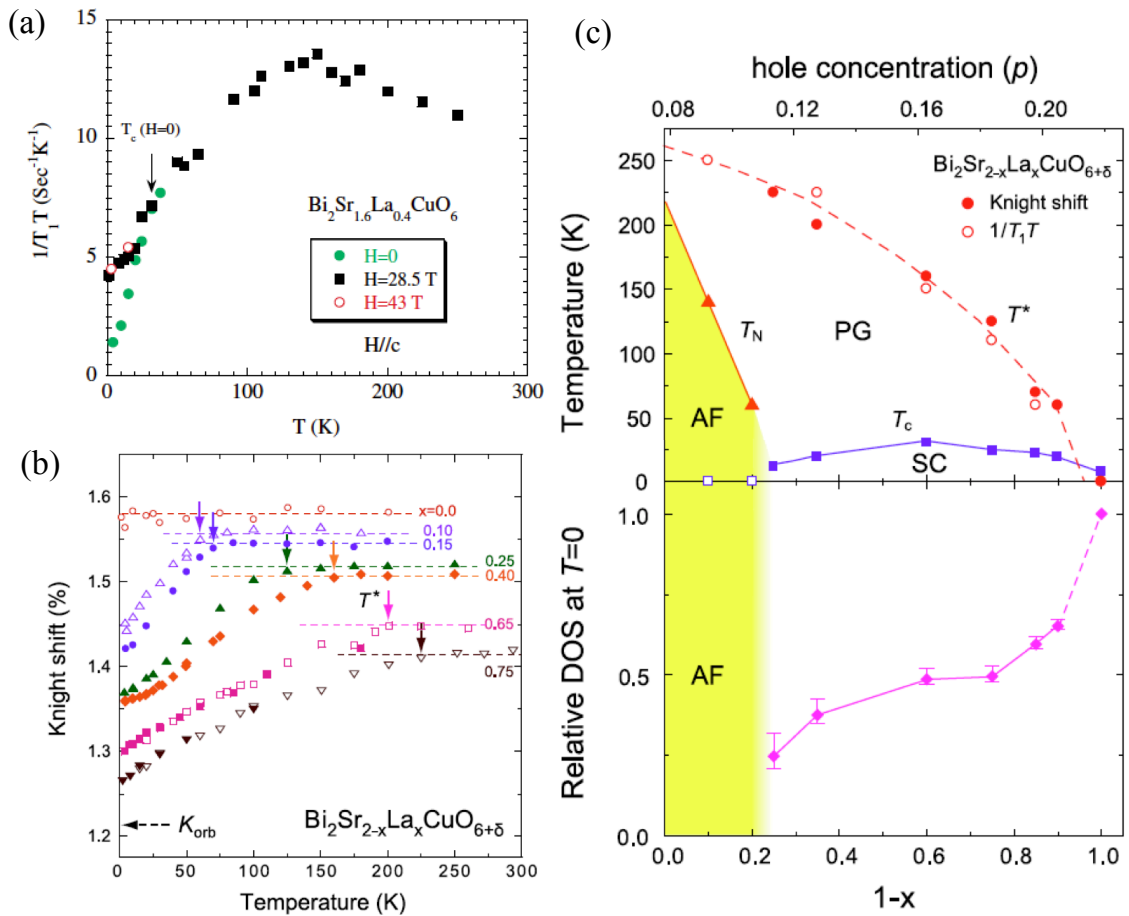 (a)
15
10
5
0
1/T₁T (Sec⁻¹K⁻¹)
T_c (H=0)
Bi₂Sr₁.₆La₀.₄CuO₆
H=0
H=28.5 T
H=43 T
H//c
0
100
200
300
T (K)
(b)
1.6
1.5
1.4
1.3
1.2
Knight shift (%)
x=0.0
0.10
0.15
0.25
0.40
T*
0.65
0.75
K_orb
Bi₂Sr₂₋ₓLaₓCuO₆₊δ
0
50
100
150
200
250
300
Temperature (K)
(c)
hole concentration (p)
0.08
0.12
0.16
0.20
250
200
150
100
50
0
Temperature (K)
Bi₂Sr₂₋ₓLaₓCuO₆₊δ
Knight shift
1/T₁T
T*
T_N
PG
AF
T_c
SC
1.0
0.5
0.0
Relative DOS at T=0
AF
0.0
0.2
0.4
0.6
0.8
1.0
1-x